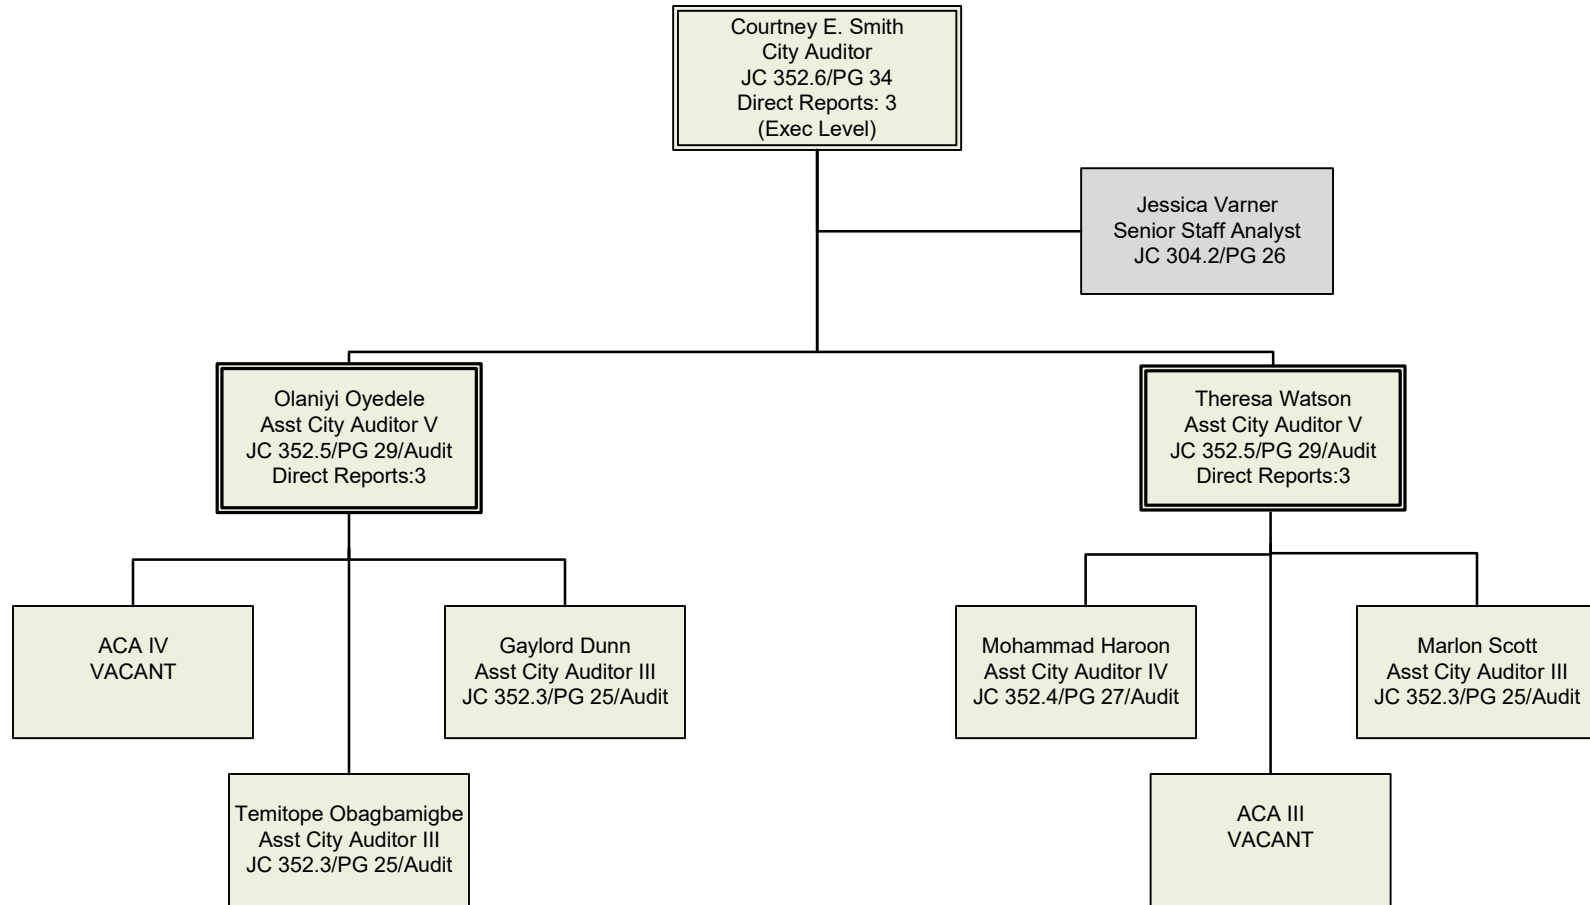 Courtney E. Smith
City Auditor
JC 352.6/PG 34
Direct Reports: 3
(Exec Level)
Jessica Varner
Senior Staff Analyst
JC 304.2/PG 26
Olaniyi Oyedele
Asst City Auditor V
JC 352.5/PG 29/Audit
Direct Reports:3
Theresa Watson
Asst City Auditor V
JC 352.5/PG 29/Audit
Direct Reports:3
ACA IV
VACANT
Gaylord Dunn
Asst City Auditor III
JC 352.3/PG 25/Audit
Mohammad Haroon
Asst City Auditor IV
JC 352.4/PG 27/Audit
Marlon Scott
Asst City Auditor III
JC 352.3/PG 25/Audit
Temitope Obagbamigbe
Asst City Auditor III
JC 352.3/PG 25/Audit
ACA III
VACANT